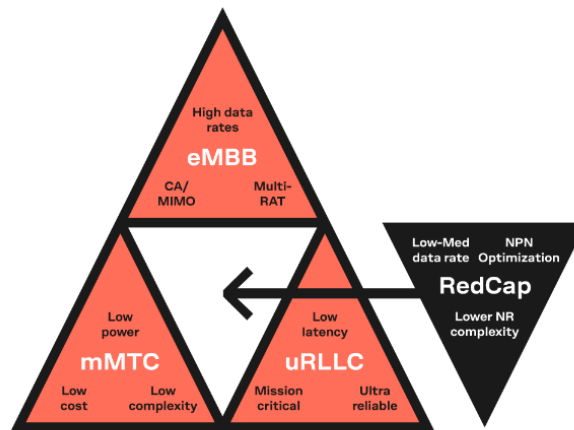 High data
rates
eMBB
CA/
MIMO
Multi-
RAT
Low-Med
data rate
NPN
Optimization
RedCap
Lower NR
complexity
Low
power
mMTC
Low
cost
Low
complexity
Low
latency
uRLLC
Mission
critical
Ultra
reliable